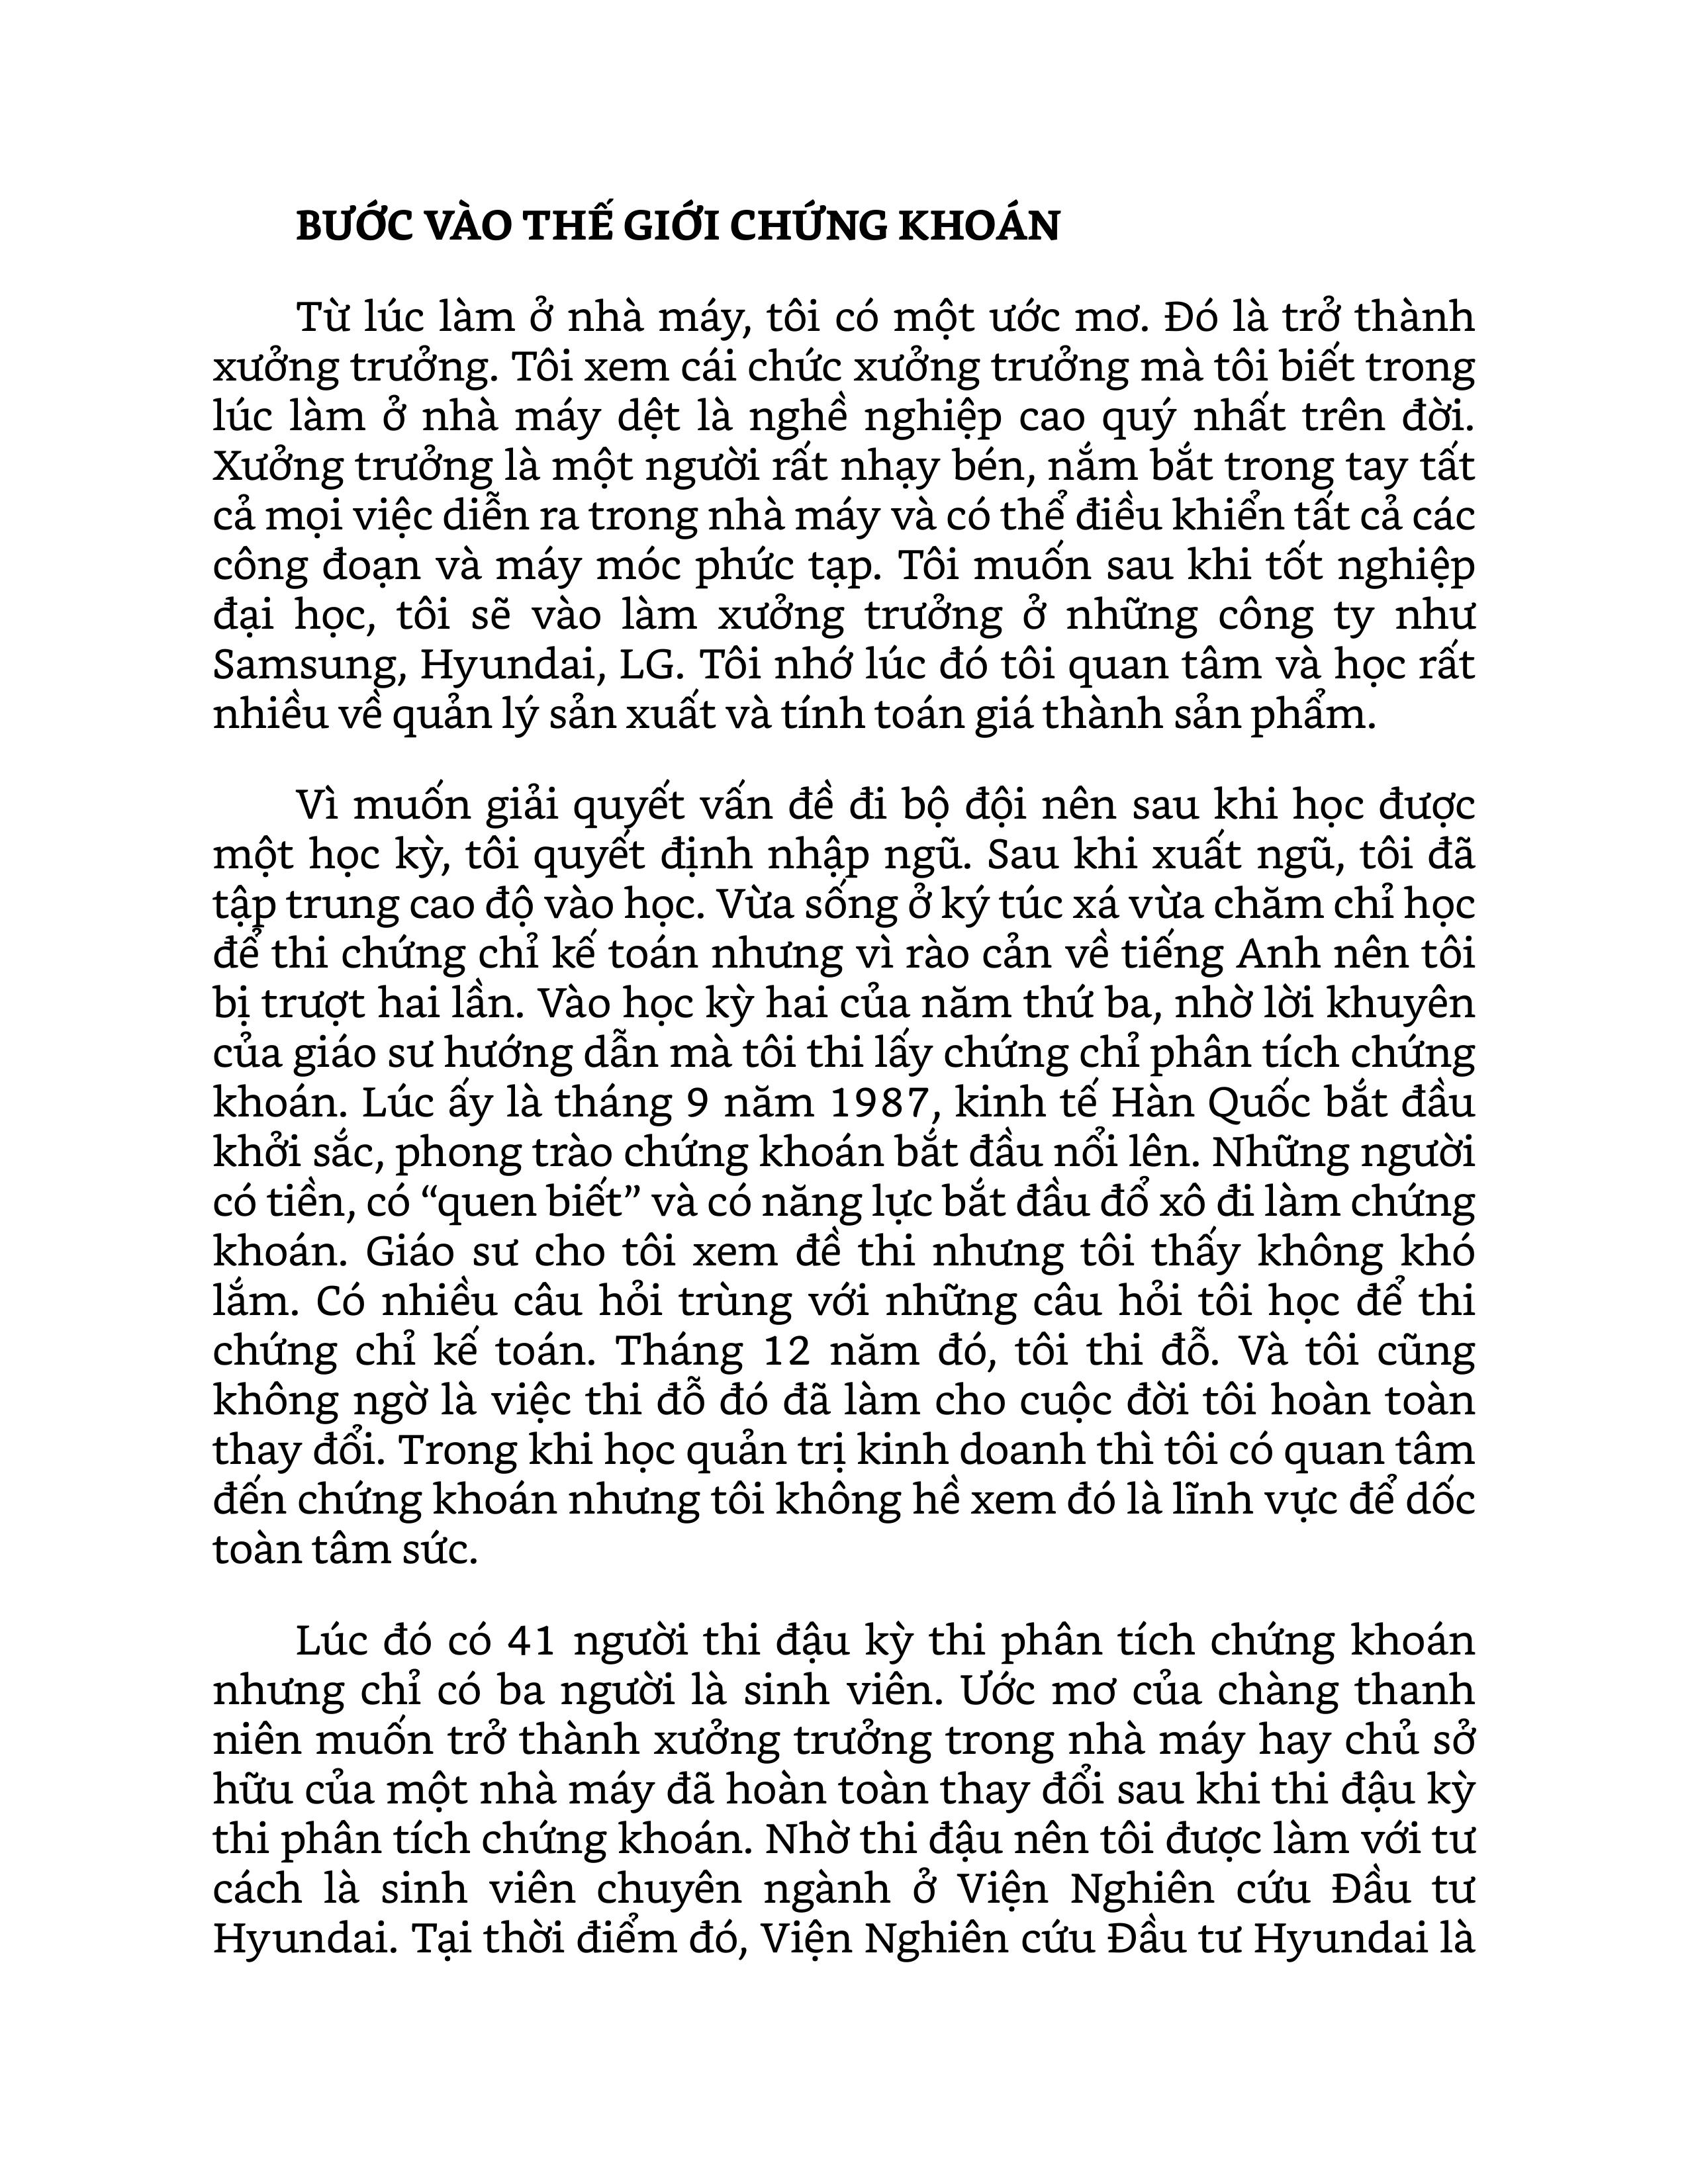 BƯỚC VÀO THẾ GIỚI CHỨNG KHOÁN
Từ lúc làm ở nhà máy, tôi có một ước mơ. Đó là trở thành
xưởng trưởng. Tôi xem cái chức xưởng trưởng mà tôi biết trong
lúc làm ở nhà máy dệt là nghề nghiệp cao quý nhất trên đời.
Xưởng trưởng là một người rất nhạy bén, nắm bắt trong tay tất
cả mọi việc diễn ra trong nhà máy và có thể điều khiển tất cả các
công đoạn và máy móc phức tạp. Tôi muốn sau khi tốt nghiệp
đại học, tôi sẽ vào làm xưởng trưởng ở những công ty như
Samsung, Hyundai, LG. Tôi nhớ lúc đó tôi quan tâm và học rất
nhiều về quản lý sản xuất và tính toán giá thành sản phẩm.
Vì muốn giải quyết vấn đề đi bộ đội nên sau khi học được
một học kỳ, tôi quyết định nhập ngũ. Sau khi xuất ngũ, tôi đã
tập trung cao độ vào học. Vừa sống ở ký túc xá vừa chăm chỉ học
để thi chứng chỉ kế toán nhưng vì rào cản về tiếng Anh nên tôi
bị trượt hai lần. Vào học kỳ hai của năm thứ ba, nhờ lời khuyên
của giáo sư hướng dẫn mà tôi thi lấy chứng chỉ phân tích chứng
khoán. Lúc ấy là tháng 9 năm 1987, kinh tế Hàn Quốc bắt đầu
khởi sắc, phong trào chứng khoán bắt đầu nổi lên. Những người
có tiền, có “quen biết” và có năng lực bắt đầu đổ xô đi làm chứng
khoán. Giáo sư cho tôi xem đề thi nhưng tôi thấy không khó
lắm. Có nhiều câu hỏi trùng với những câu hỏi tôi học để thi
chứng chỉ kế toán. Tháng 12 năm đó, tôi thi đỗ. Và tôi cũng
không ngờ là việc thi đỗ đó đã làm cho cuộc đời tôi hoàn toàn
thay đổi. Trong khi học quản trị kinh doanh thì tôi có quan tâm
đến chứng khoán nhưng tôi không hề xem đó là lĩnh vực để dốc
toàn tâm sức.
Lúc đó có 41 người thi đậu kỳ thi phân tích chứng khoán
nhưng chỉ có ba người là sinh viên. Ước mơ của chàng thanh
niên muốn trở thành xưởng trưởng trong nhà máy hay chủ sở
hữu của một nhà máy đã hoàn toàn thay đổi sau khi thi đậu kỳ
thi phân tích chứng khoán. Nhờ thi đậu nên tôi được làm với tư
cách là sinh viên chuyên ngành ở Viện Nghiên cứu Đầu tư
Hyundai. Tại thời điểm đó, Viện Nghiên cứu Đầu tư Hyundai là